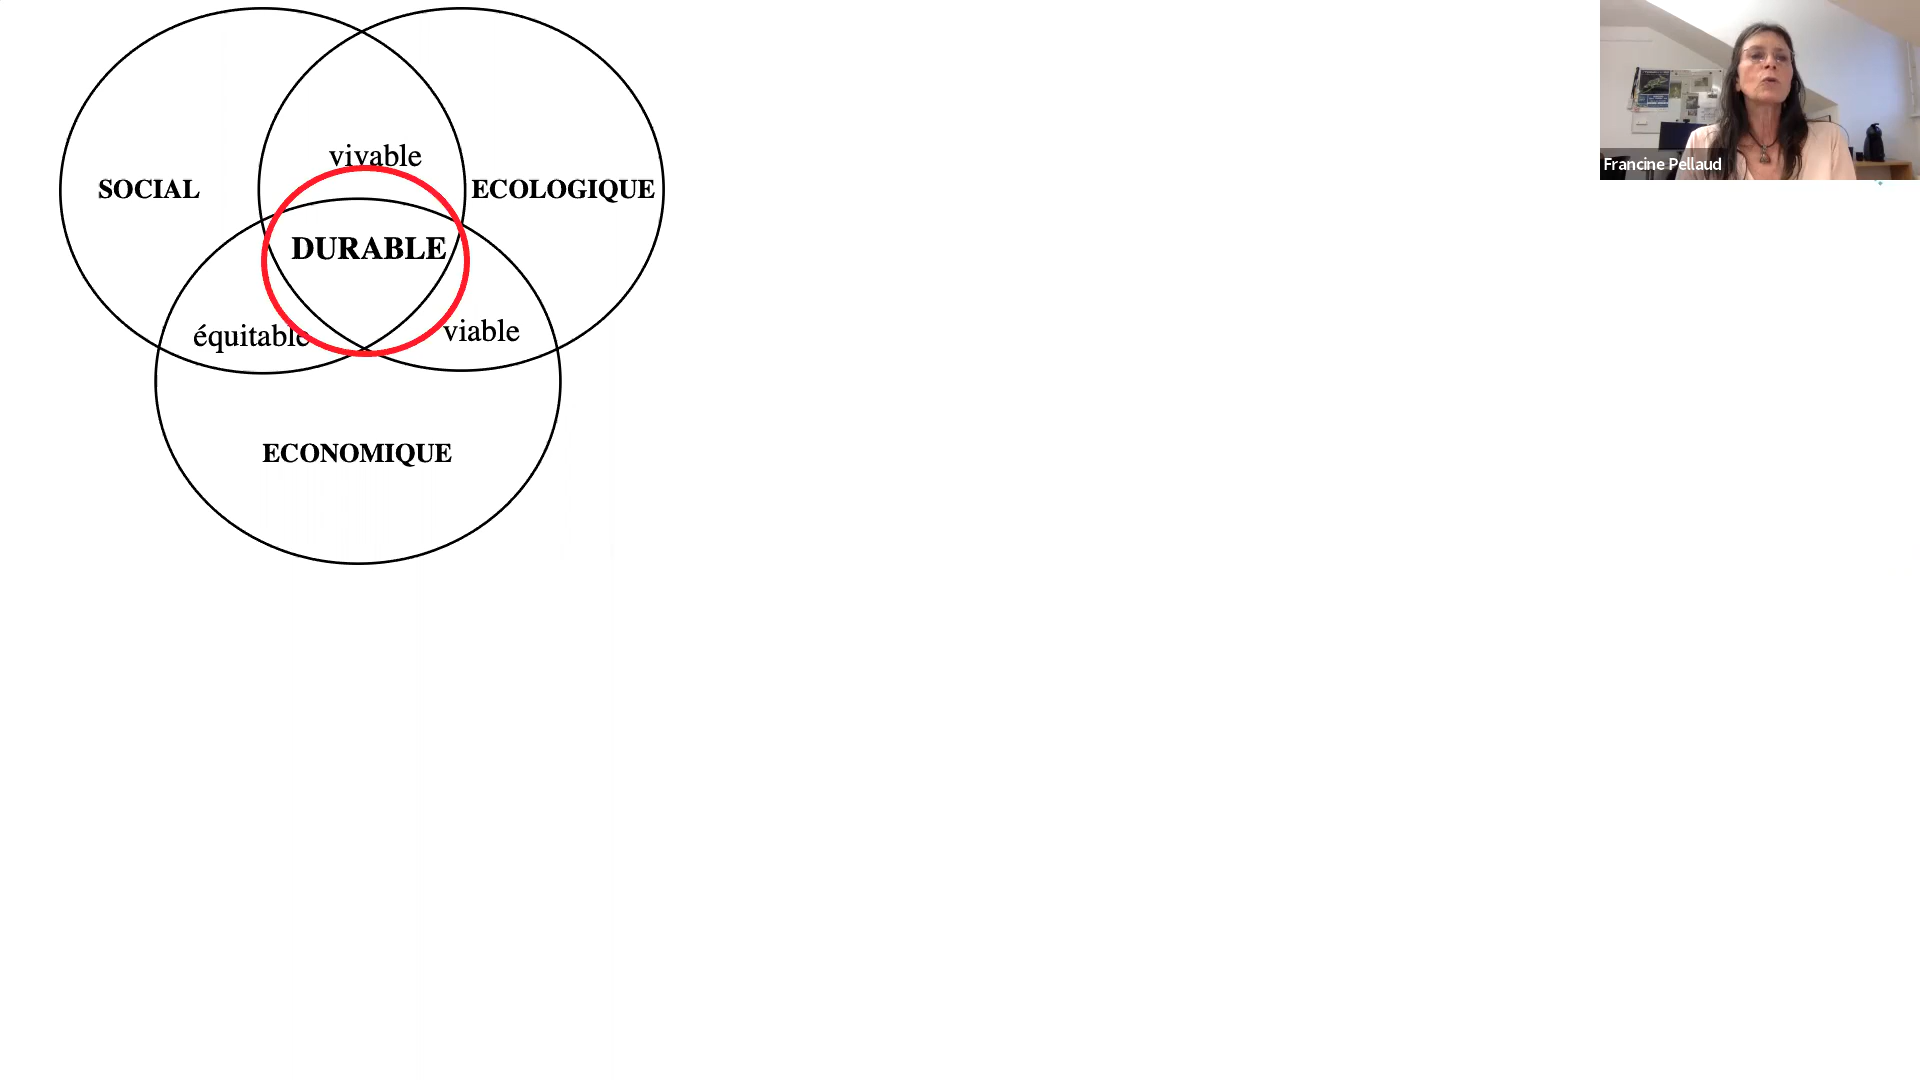 vivable
SOCIAL
ECOLOGIQUE
DURABLE
équitable
viable
ECONOMIQUE
Francine Pellaud